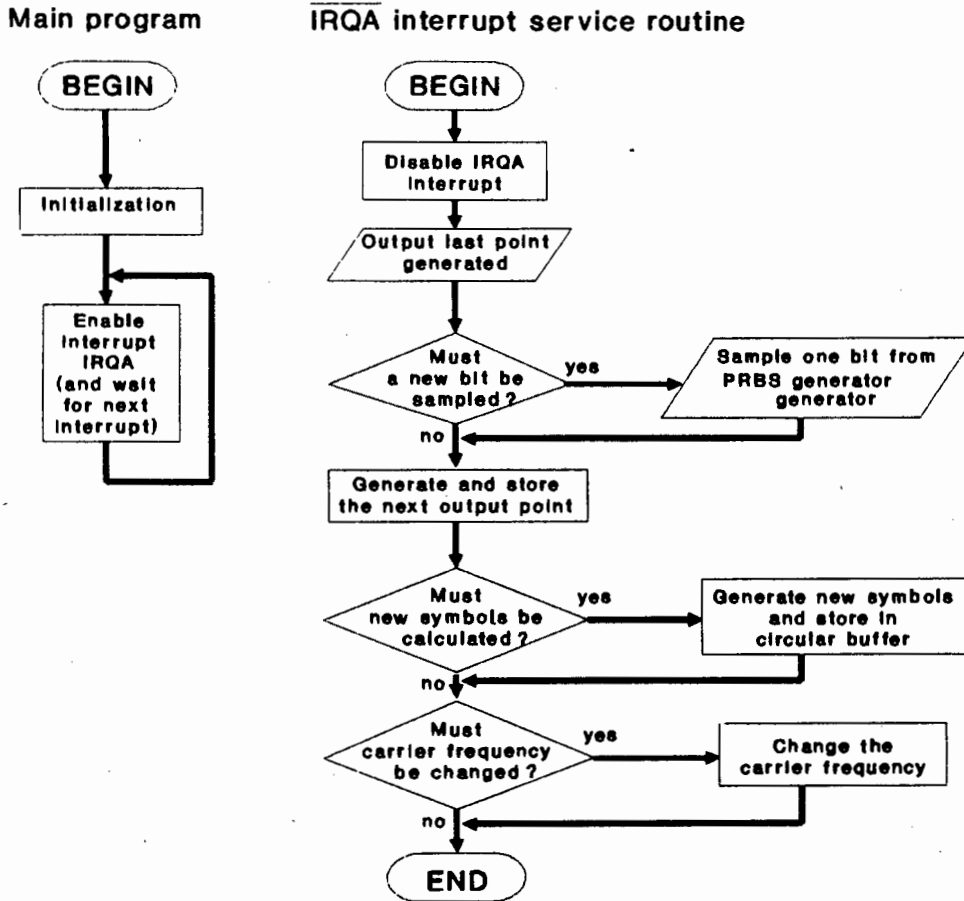 Main program
BEGIN
Initialization
Enable
Interrupt
IRQA
(and wait
for next
Interrupt)
IRQA interrupt service routine
BEGIN
Disable IRQA
Interrupt
Output last point
generated
Must
a new bit be
sampled?
yes
Sample one bit from
PRBS generator
generator
no
Generate and store
the next output point
Must
new symbols be
calculated?
yes
Generate new symbols
and store in
circular buffer
no
Must
carrier frequency
be changed?
yes
Change the
carrier frequency
no
END